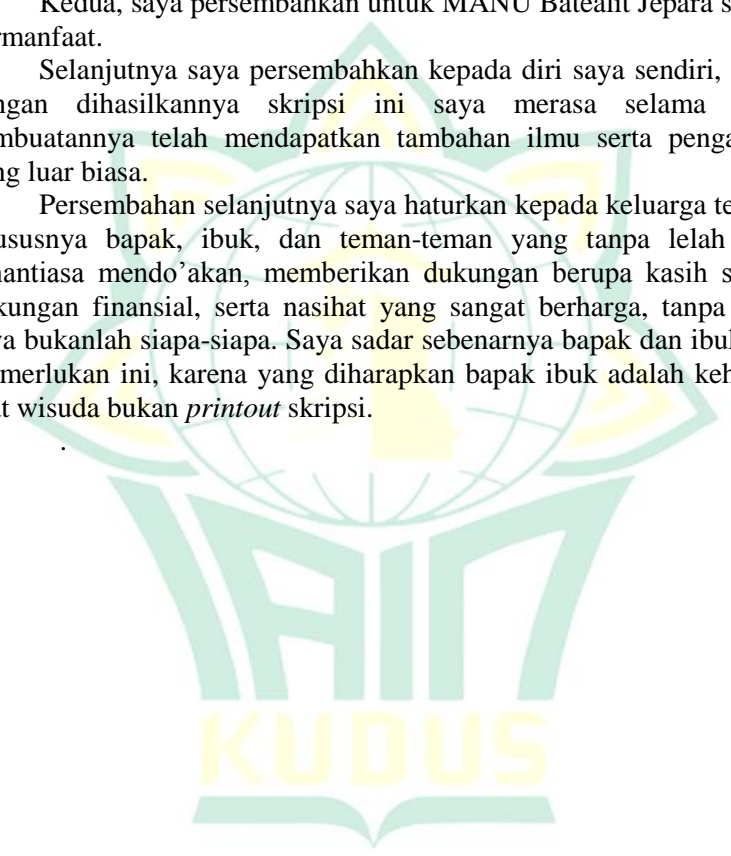 Kedua, saya persembahkan untuk MANU Batealit Jepara s
rmanfaat.
Selanjutnya saya persembahkan kepada diri saya sendiri,
ngan dihasilkannya skripsi ini saya merasa selama
mbuatannya telah mendapatkan tambahan ilmu serta penga
ng luar biasa.
Persembahan selanjutnya saya haturkan kepada keluarga te
ususnya bapak, ibuk, dan teman-teman yang tanpa lelah
nantiasa mendo’akan, memberikan dukungan berupa kasih s
kungan finansial, serta nasihat yang sangat berharga, tanpa
a bukanlah siapa-siapa. Saya sadar sebenarnya bapak dan ibuk
merlukan ini, karena yang diharapkan bapak ibuk adalah keh
t wisuda bukan printout skripsi.
.
IAIN
KUDUS